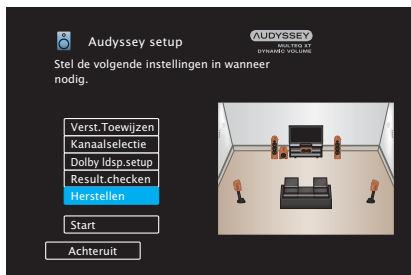 Audyssey setup
AUDYSSEY
MULTEQ XT
DYNAMIC VOLUME
Stel de volgende instellingen in wanneer
nodig.
Verst.Toewijzen
Kanaalselectie
Dolby ldsp.setup
Result.checken
Herstellen
Start
Achteruit